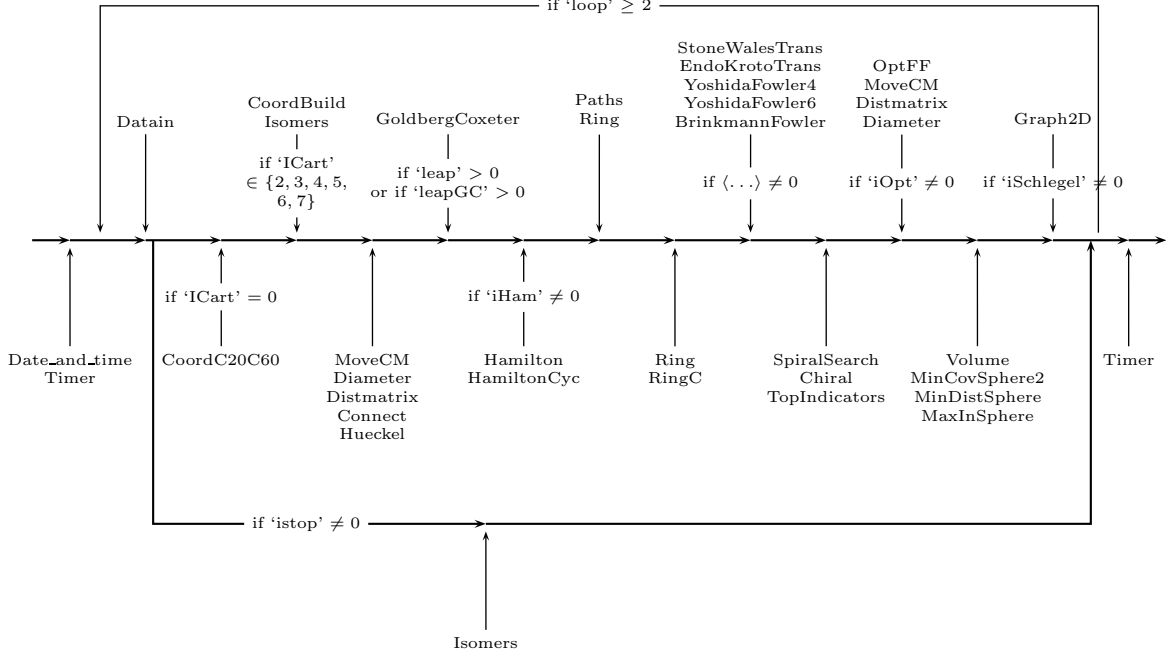 if ‘loop’ ≥ 2
StoneWalesTrans
EndoKrotoTrans
YoshidaFowler4
YoshidaFowler6
BrinkmannFowler
OptFF
MoveCM
Distmatrix
Diameter
Datain
CoordBuild
Isomers
GoldbergCoxeter
Paths
Ring
Graph2D
if ‘ICart’
∈ {2, 3, 4, 5,
6, 7}
if ‘leap’ > 0
or if ‘leapGC’ > 0
if ⟨...⟩ ≠ 0
if ‘iOpt’ ≠ 0
if ‘iSchlegel’ ≠ 0
if ‘ICart’ = 0
if ‘iHam’ ≠ 0
Date_and_time
Timer
CoordC20C60
MoveCM
Diameter
Distmatrix
Connect
Hueckel
Hamilton
HamiltonCyc
Ring
RingC
SpiralSearch
Chiral
TopIndicators
Volume
MinCovSphere2
MinDistSphere
MaxInSphere
Timer
if ‘istop’ ≠ 0
Isomers